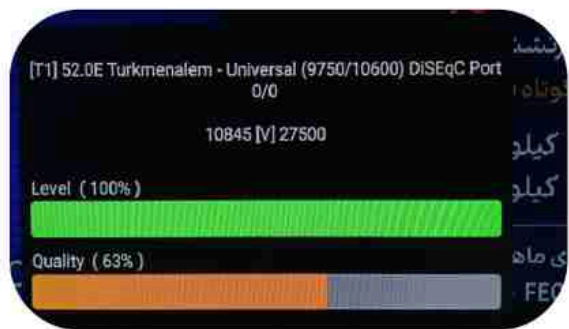 [T1] 52.0E Turkmenalem - Universal (9750/10600) DiSEqC Port
0/0
10845 [V] 27500
Level (100%)
Quality (63%)
کیلو
کیلو
FEC